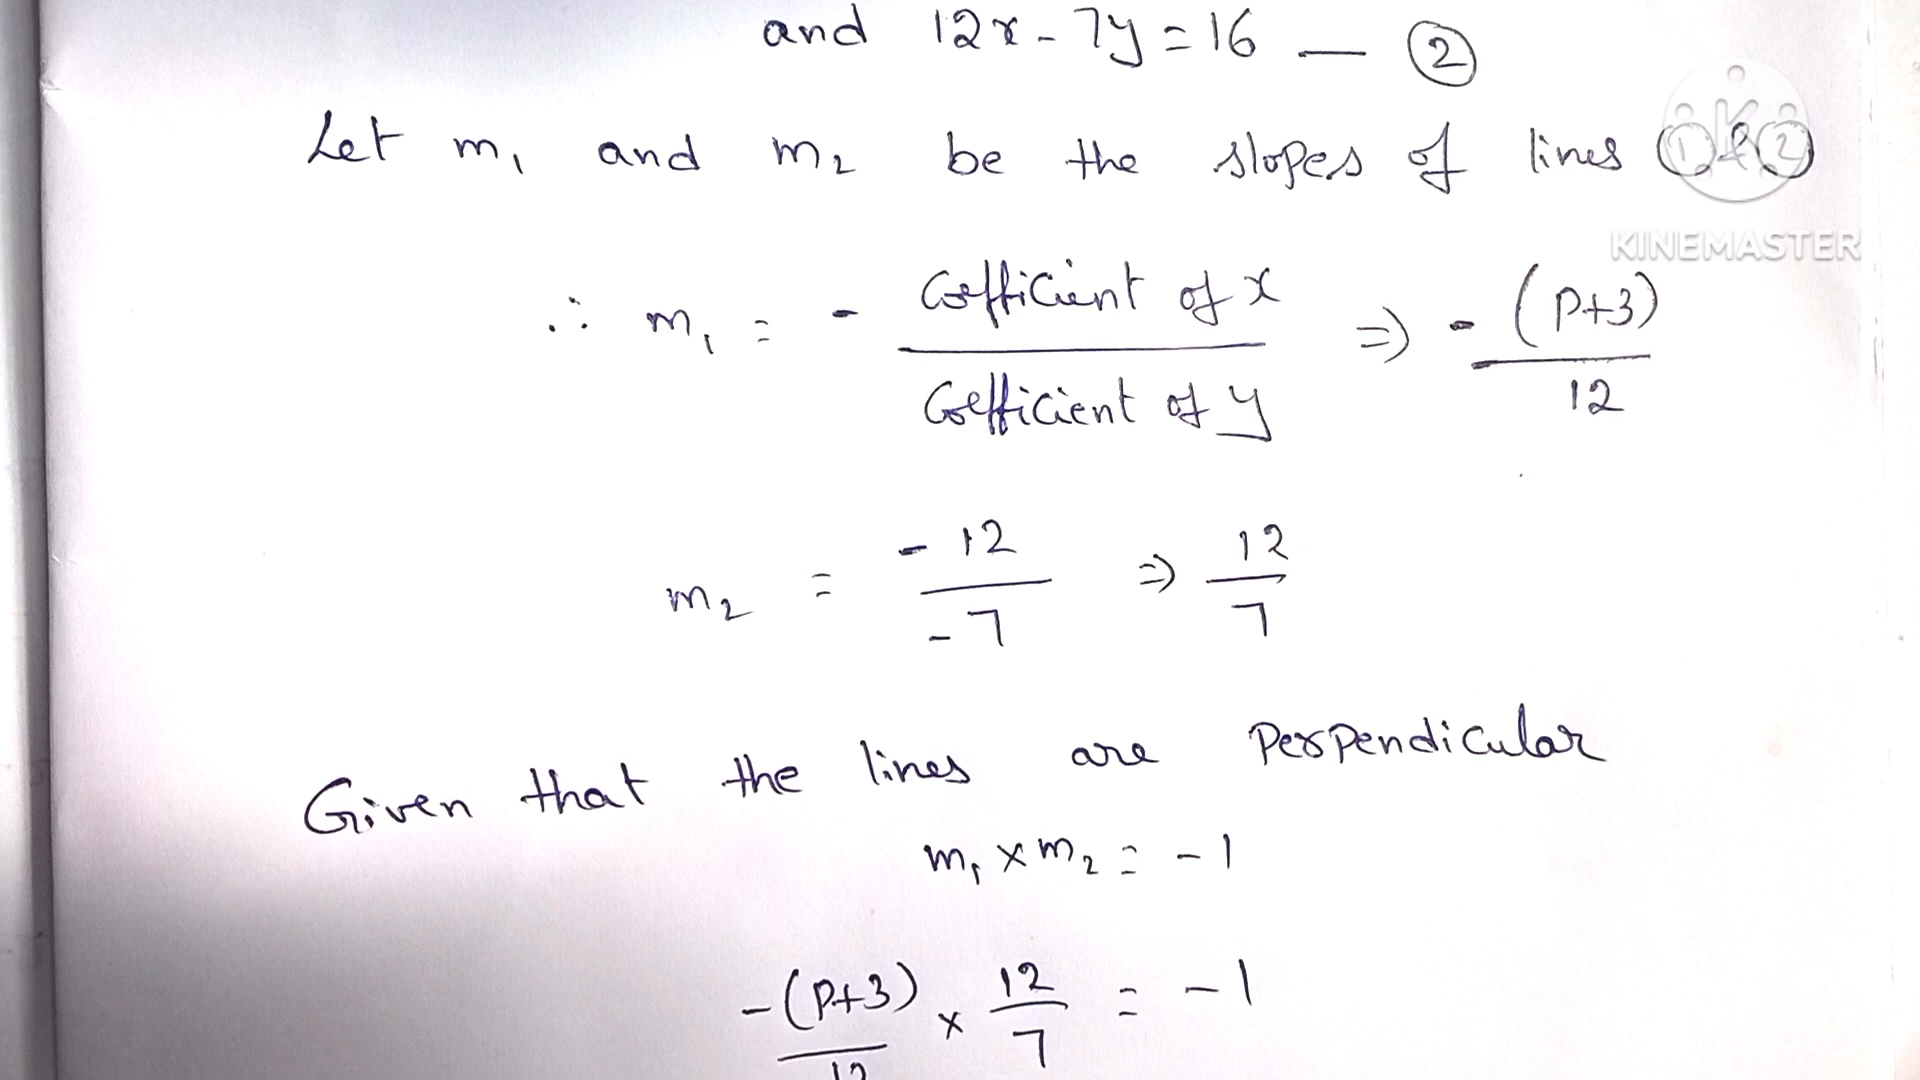 and 12x - 7y = 16 — ②
Let m₁ and m₂ be the slopes of lines ① & ②
KINEMASTER
∴ m₁ = - Coefficient of x / Coefficient of y ⇒ - (P+3) / 12
m₂ = - 12 / - 7 ⇒ 12 / 7
Given that the lines are Perpendicular
m₁ × m₂ = - 1
- (P+3) / 12 × 12 / 7 = - 1